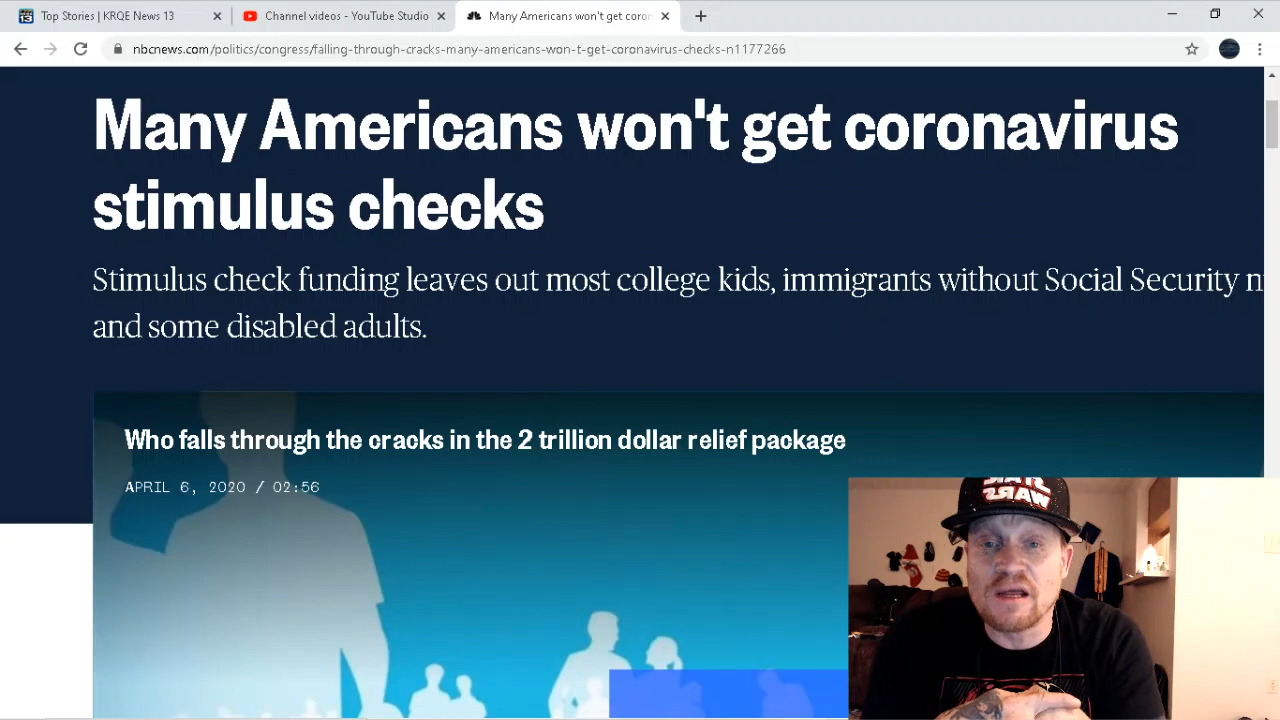 Top Stories | KRQE News 13
Channel videos - YouTube Studio
Many Americans won't get coron
nbcnews.com/politics/congress/falling-through-cracks-many-americans-won-t-get-coronavirus-checks-n1177266
Many Americans won't get coronavirus
stimulus checks
Stimulus check funding leaves out most college kids, immigrants without Social Security n
and some disabled adults.
Who falls through the cracks in the 2 trillion dollar relief package
APRIL 6, 2020 / 02:56
STAR
WARS